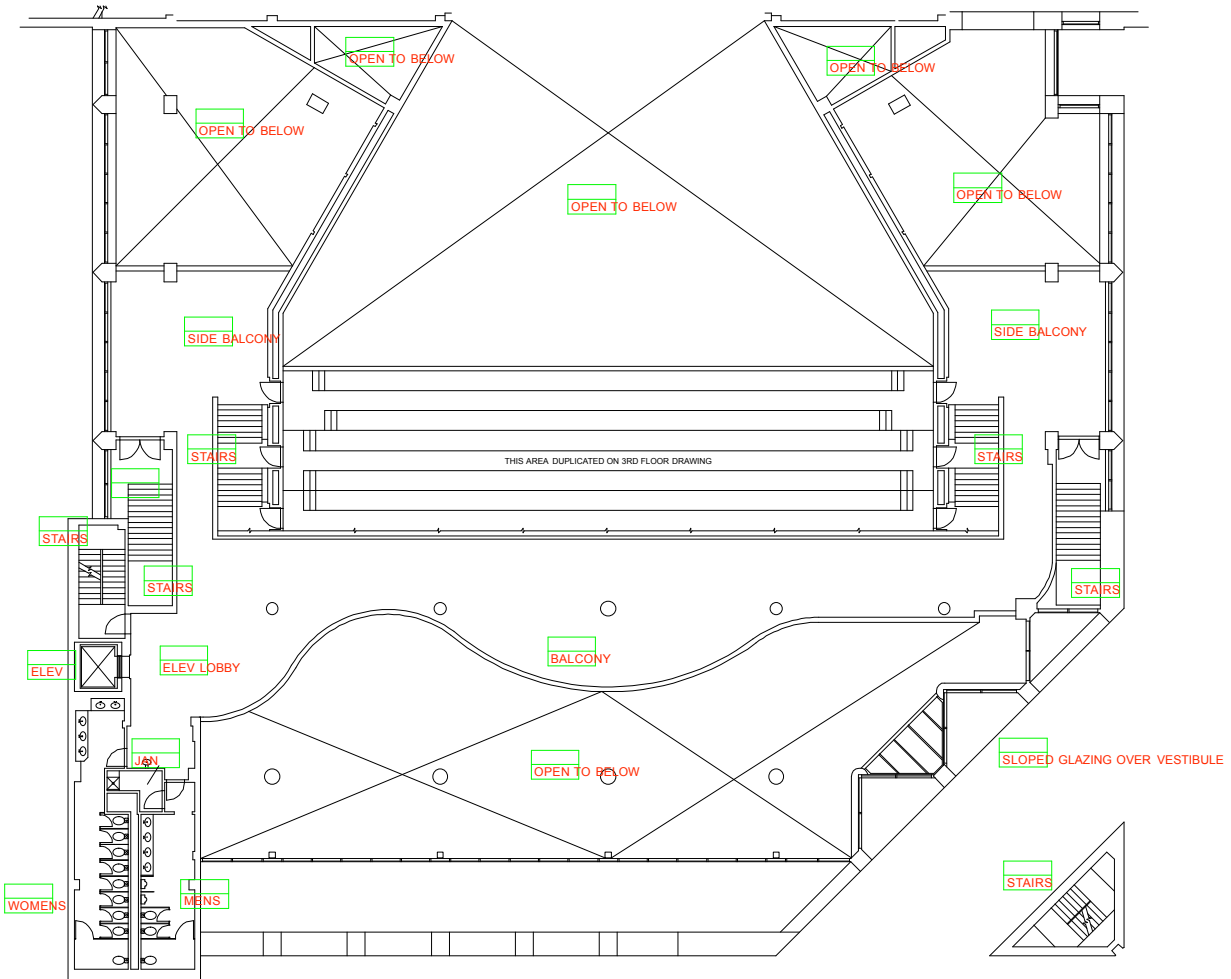 OPEN TO BELOW
OPEN TO BELOW
OPEN TO BELOW
OPEN TO BELOW
OPEN TO BELOW
SIDE BALCONY
SIDE BALCONY
STAIRS
THIS AREA DUPLICATED ON 3RD FLOOR DRAWING
STAIRS
STAIRS
STAIRS
STAIRS
ELEV
ELEV LOBBY
BALCONY
JAN
OPEN TO BELOW
SLOPED GLAZING OVER VESTIBULE
STAIRS
WOMENS
MENS